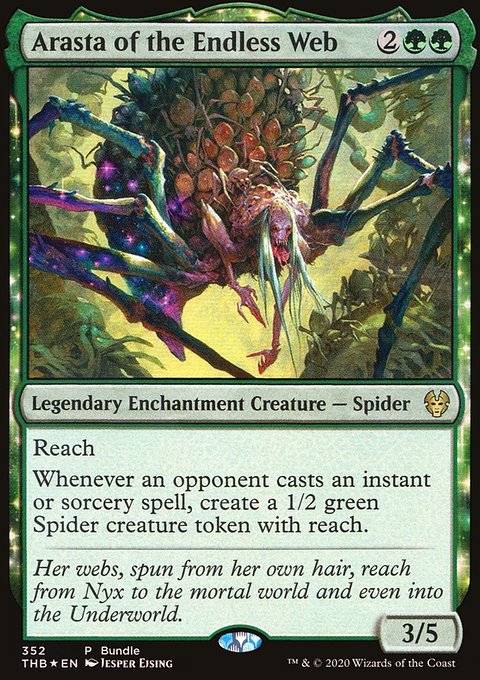 Arasta of the Endless Web 2
Legendary Enchantment Creature — Spider
Reach
Whenever an opponent casts an instant
or sorcery spell, create a 1/2 green
Spider creature token with reach.
Her webs, spun from her own hair, reach
from Nyx to the mortal world and even into
the Underworld.
3/5
352 P Bundle
THB★EN Jesper Ejsing
™ & © 2020 Wizards of the Coast